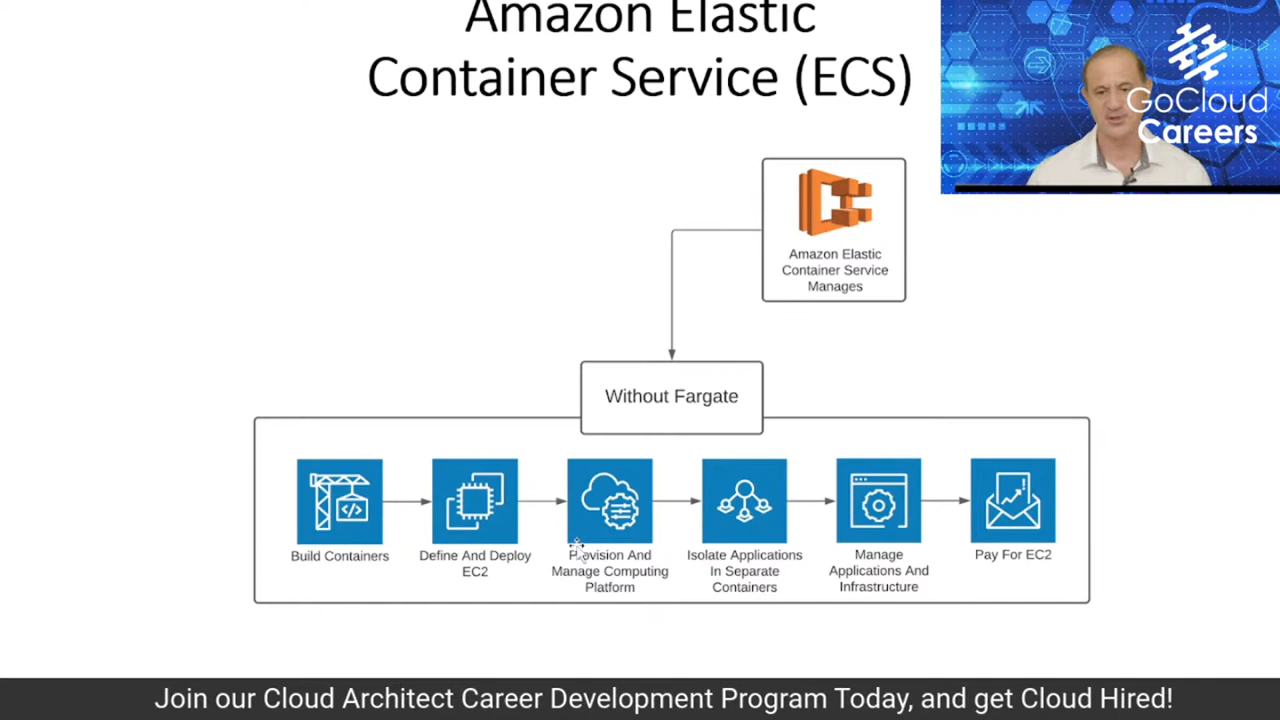 Amazon Elastic
Container Service (ECS)
GoCloud
Careers
Amazon Elastic
Container Service
Manages
Without Fargate
Build Containers
Define And Deploy
EC2
Provision And
Manage Computing
Platform
Isolate Applications
In Separate
Containers
Manage
Applications And
Infrastructure
Pay For EC2
Join our Cloud Architect Career Development Program Today, and get Cloud Hired!